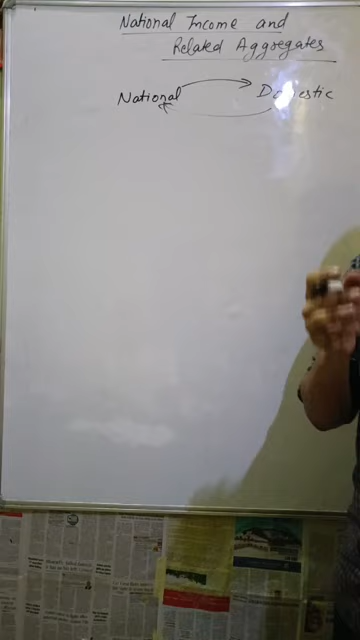 National Income and
Related Aggregates
National Domestic